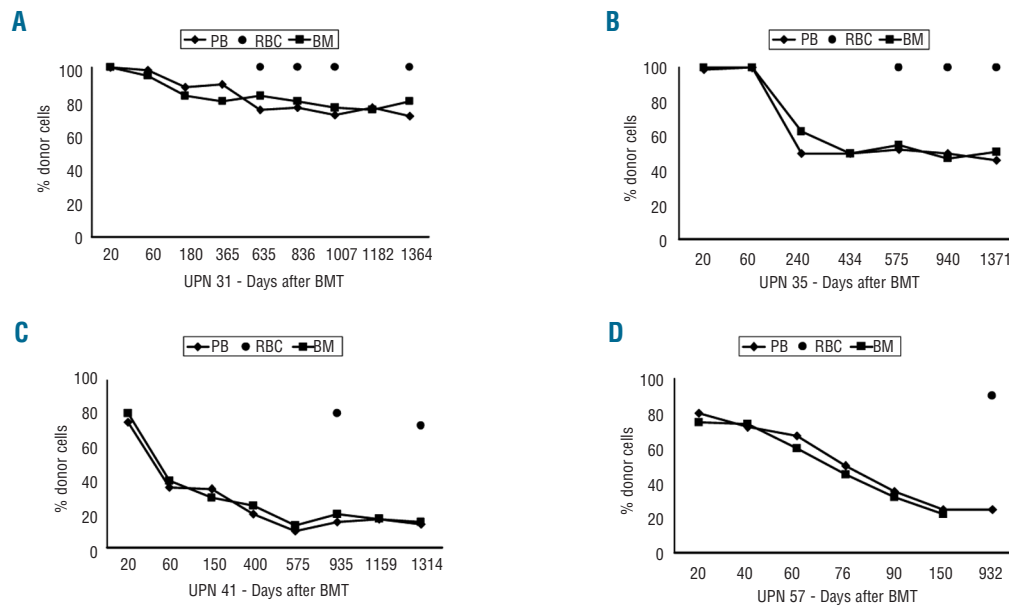 A
PB RBC BM
100
80
60
40
20
0
% donor cells
20 60 180 365 635 836 1007 1182 1364
UPN 31 - Days after BMT
B
PB RBC BM
100
80
60
40
20
0
% donor cells
20 60 240 434 575 940 1371
UPN 35 - Days after BMT
C
PB RBC BM
100
80
60
40
20
0
% donor cells
20 60 150 400 575 935 1159 1314
UPN 41 - Days after BMT
D
PB RBC BM
100
80
60
40
20
0
% donor cells
20 40 60 76 90 150 932
UPN 57 - Days after BMT